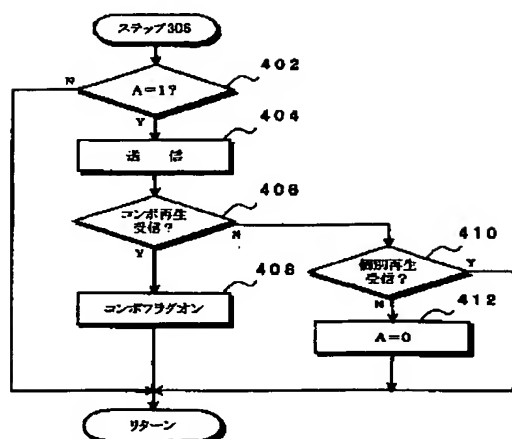 ステップ306
402
A=1?
N
Y
404
送 信
406
コンボ再生
受信?
N
Y
410
個別再生
受信?
Y
N
408
コンボフラグオン
412
A=0
リターン